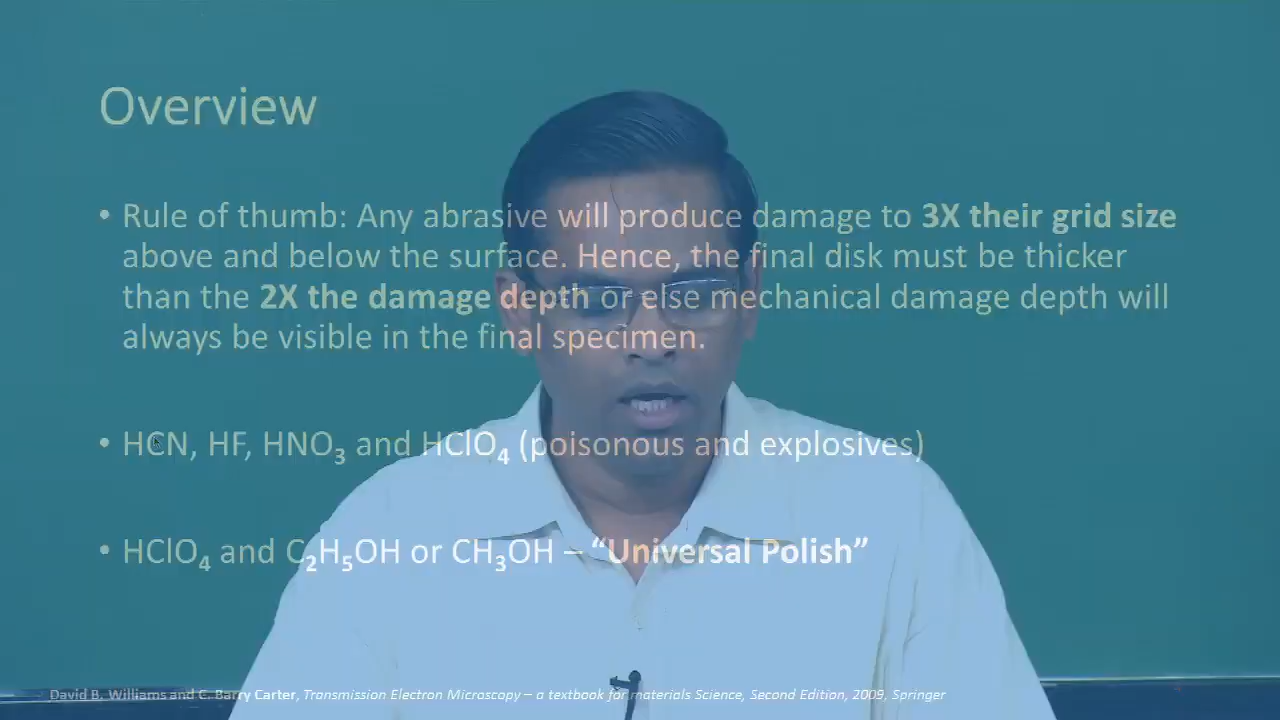 Overview
• Rule of thumb: Any abrasive will produce damage to 3X their grid size
above and below the surface. Hence, the final disk must be thicker
than the 2X the damage depth or else mechanical damage depth will
always be visible in the final specimen.
• HCN, HF, HNO₃ and HClO₄ (poisonous and explosives)
• HClO₄ and C₂H₅OH or CH₃OH – “Universal Polish”
David B. Williams and C. Barry Carter, Transmission Electron Microscopy – a textbook for materials Science, Second Edition, 2009, Springer